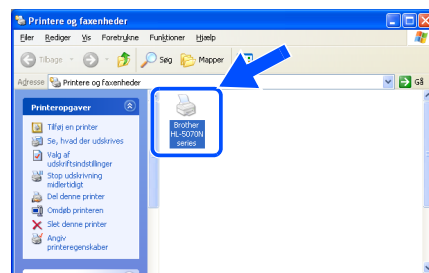 Printere og faxenheder
Filer Rediger Vis Foretrukne Funktioner Hjælp
Tilbage Søg Mapper
Adresse Printere og faxenheder Gå
Printeropgaver
Tilføj en printer
Se, hvad der udskrives
Valg af
udskriftsindstillinger
Stop udskrivning
midlertidigt
Del denne printer
Omdøb printeren
Slet denne printer
Angiv
printeregenskaber
Brother
HL-5070N
series